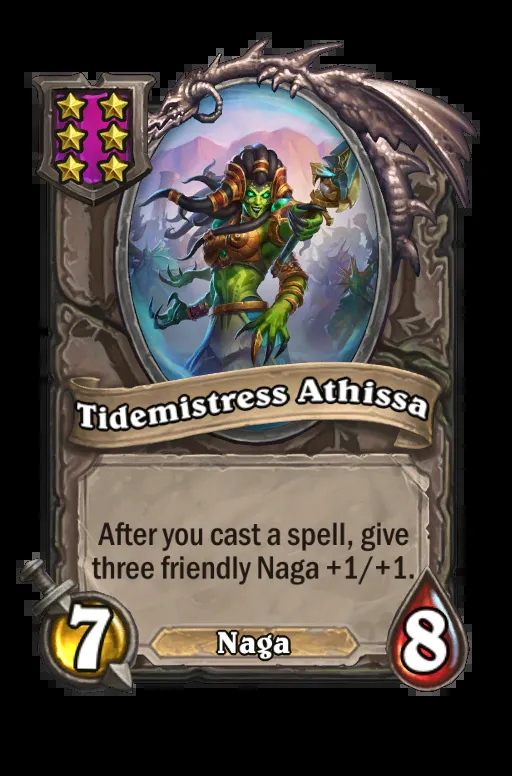 Tidemistress Athissa
After you cast a spell, give
three friendly Naga +1/+1.
7
Naga
8